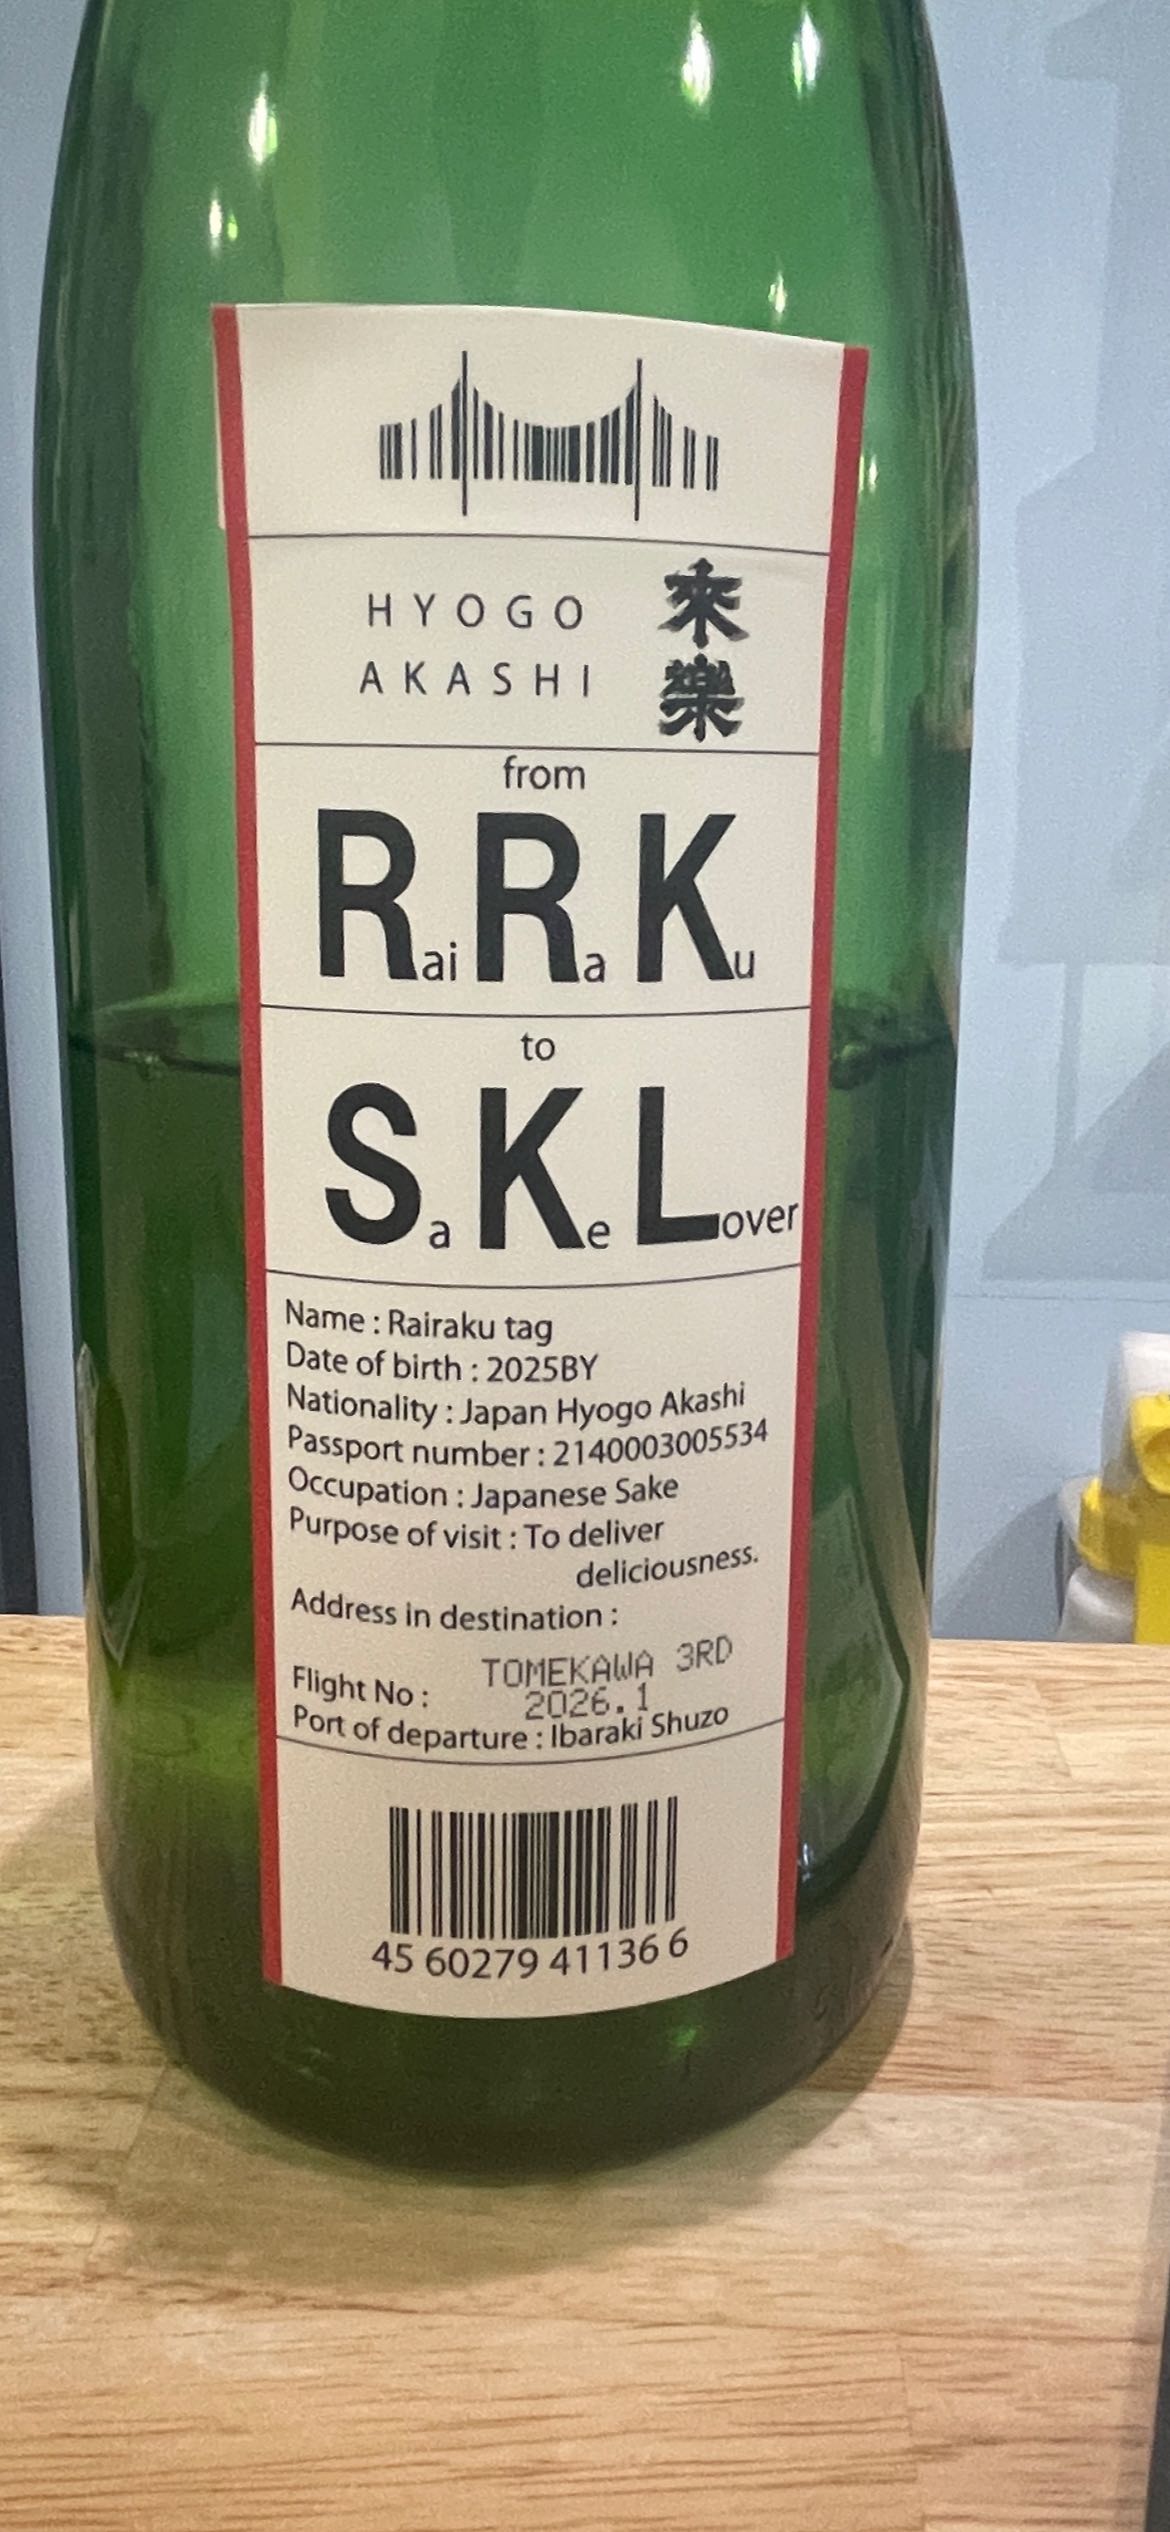 HYOGO
AKASHI
來樂
from
RaiRaKu
to
SaKeLover
Name : Rairaku tag
Date of birth : 2025BY
Nationality : Japan Hyogo Akashi
Passport number : 2140003005534
Occupation : Japanese Sake
Purpose of visit : To deliver
deliciousness.
Address in destination :
TOMEKAWA 3RD
Flight No :
2026.1
Port of departure : Ibaraki Shuzo
45 60279 41136 6